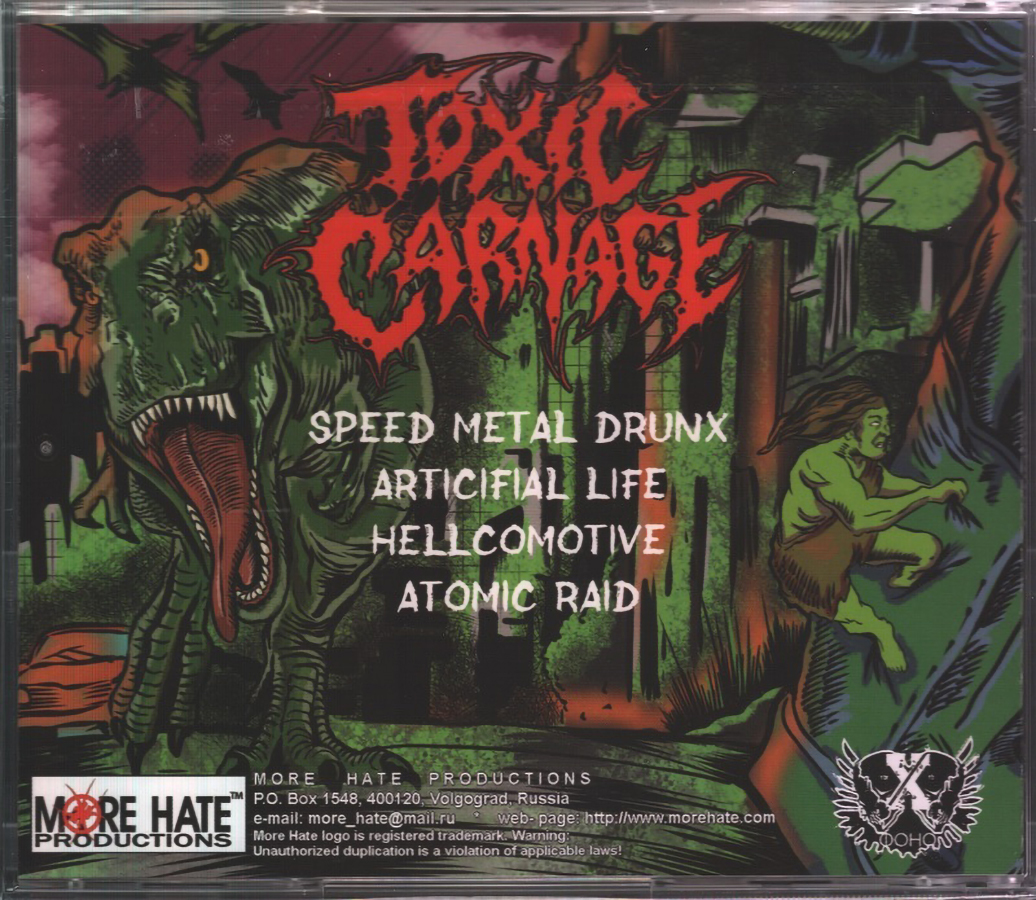 TOXIC
CARNAGE
SPEED METAL DRUNX
ARTICIFIAL LIFE
HELLCOMOTIVE
ATOMIC RAID
MORE HATE™
PRODUCTIONS
MORE HATE PRODUCTIONS
P.O. Box 1548, 400120, Volgograd, Russia
e-mail: more_hate@mail.ru * web- page: http://www.morehate.com
More Hate logo is registered trademark. Warning:
Unauthorized duplication is a violation of applicable laws!
ФОНО